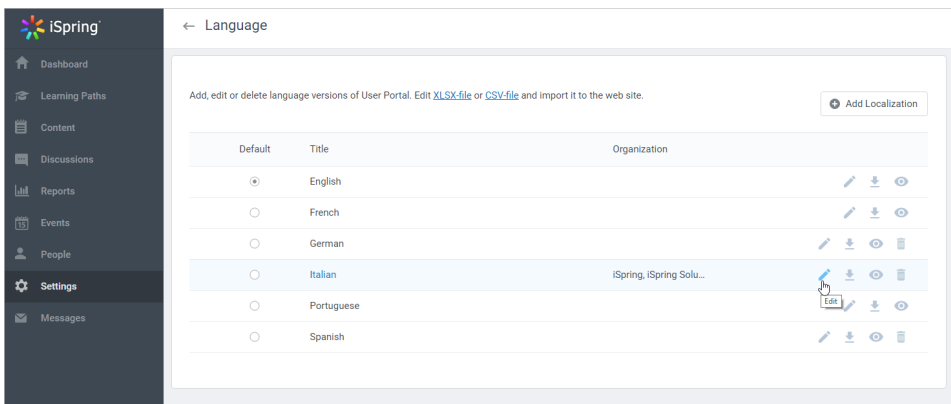 iSpring
← Language
Dashboard
Learning Paths
Content
Discussions
Reports
15 Events
People
Settings
Messages
Add, edit or delete language versions of User Portal. Edit XLSX-file or CSV-file and import it to the web site.
Add Localization
Default Title Organization
English
French
German
Italian iSpring, iSpring Solu...
Edit
Portuguese
Spanish